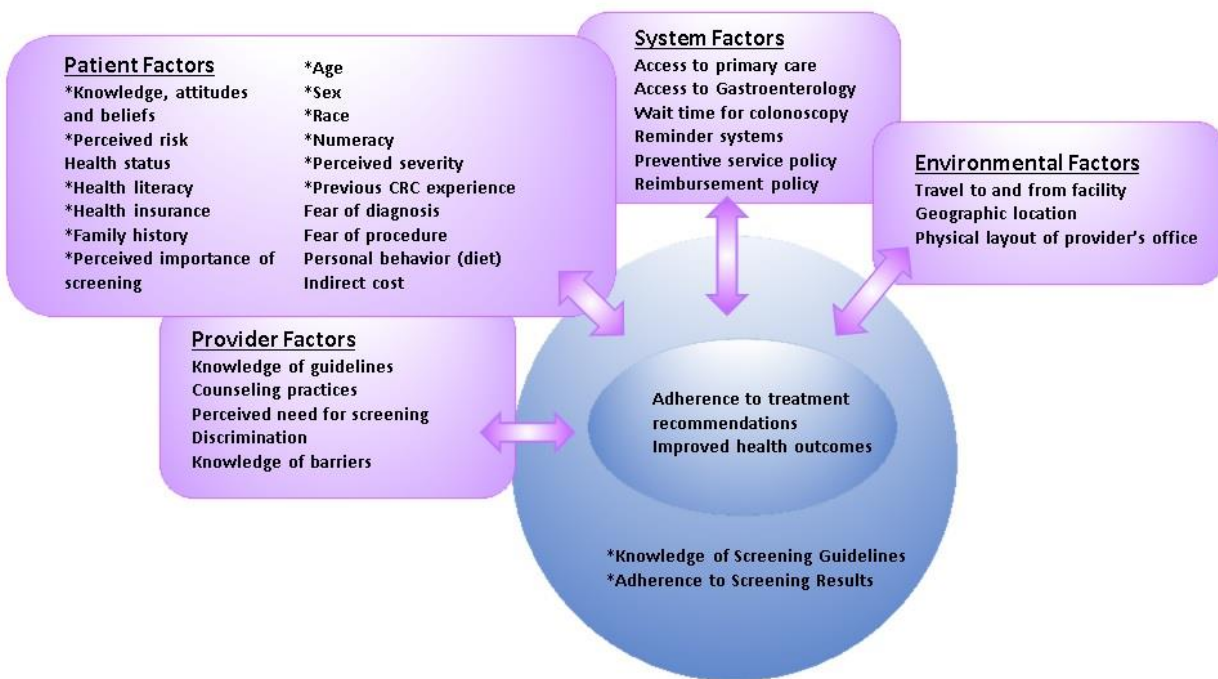 Patient Factors
*Knowledge, attitudes
and beliefs
*Perceived risk
Health status
*Health literacy
*Health insurance
*Family history
*Perceived importance of
screening
*Age
*Sex
*Race
*Numeracy
*Perceived severity
*Previous CRC experience
Fear of diagnosis
Fear of procedure
Personal behavior (diet)
Indirect cost
System Factors
Access to primary care
Access to Gastroenterology
Wait time for colonoscopy
Reminder systems
Preventive service policy
Reimbursement policy
Environmental Factors
Travel to and from facility
Geographic location
Physical layout of provider's office
Provider Factors
Knowledge of guidelines
Counseling practices
Perceived need for screening
Discrimination
Knowledge of barriers
Adherence to treatment
recommendations
Improved health outcomes
*Knowledge of Screening Guidelines
*Adherence to Screening Results